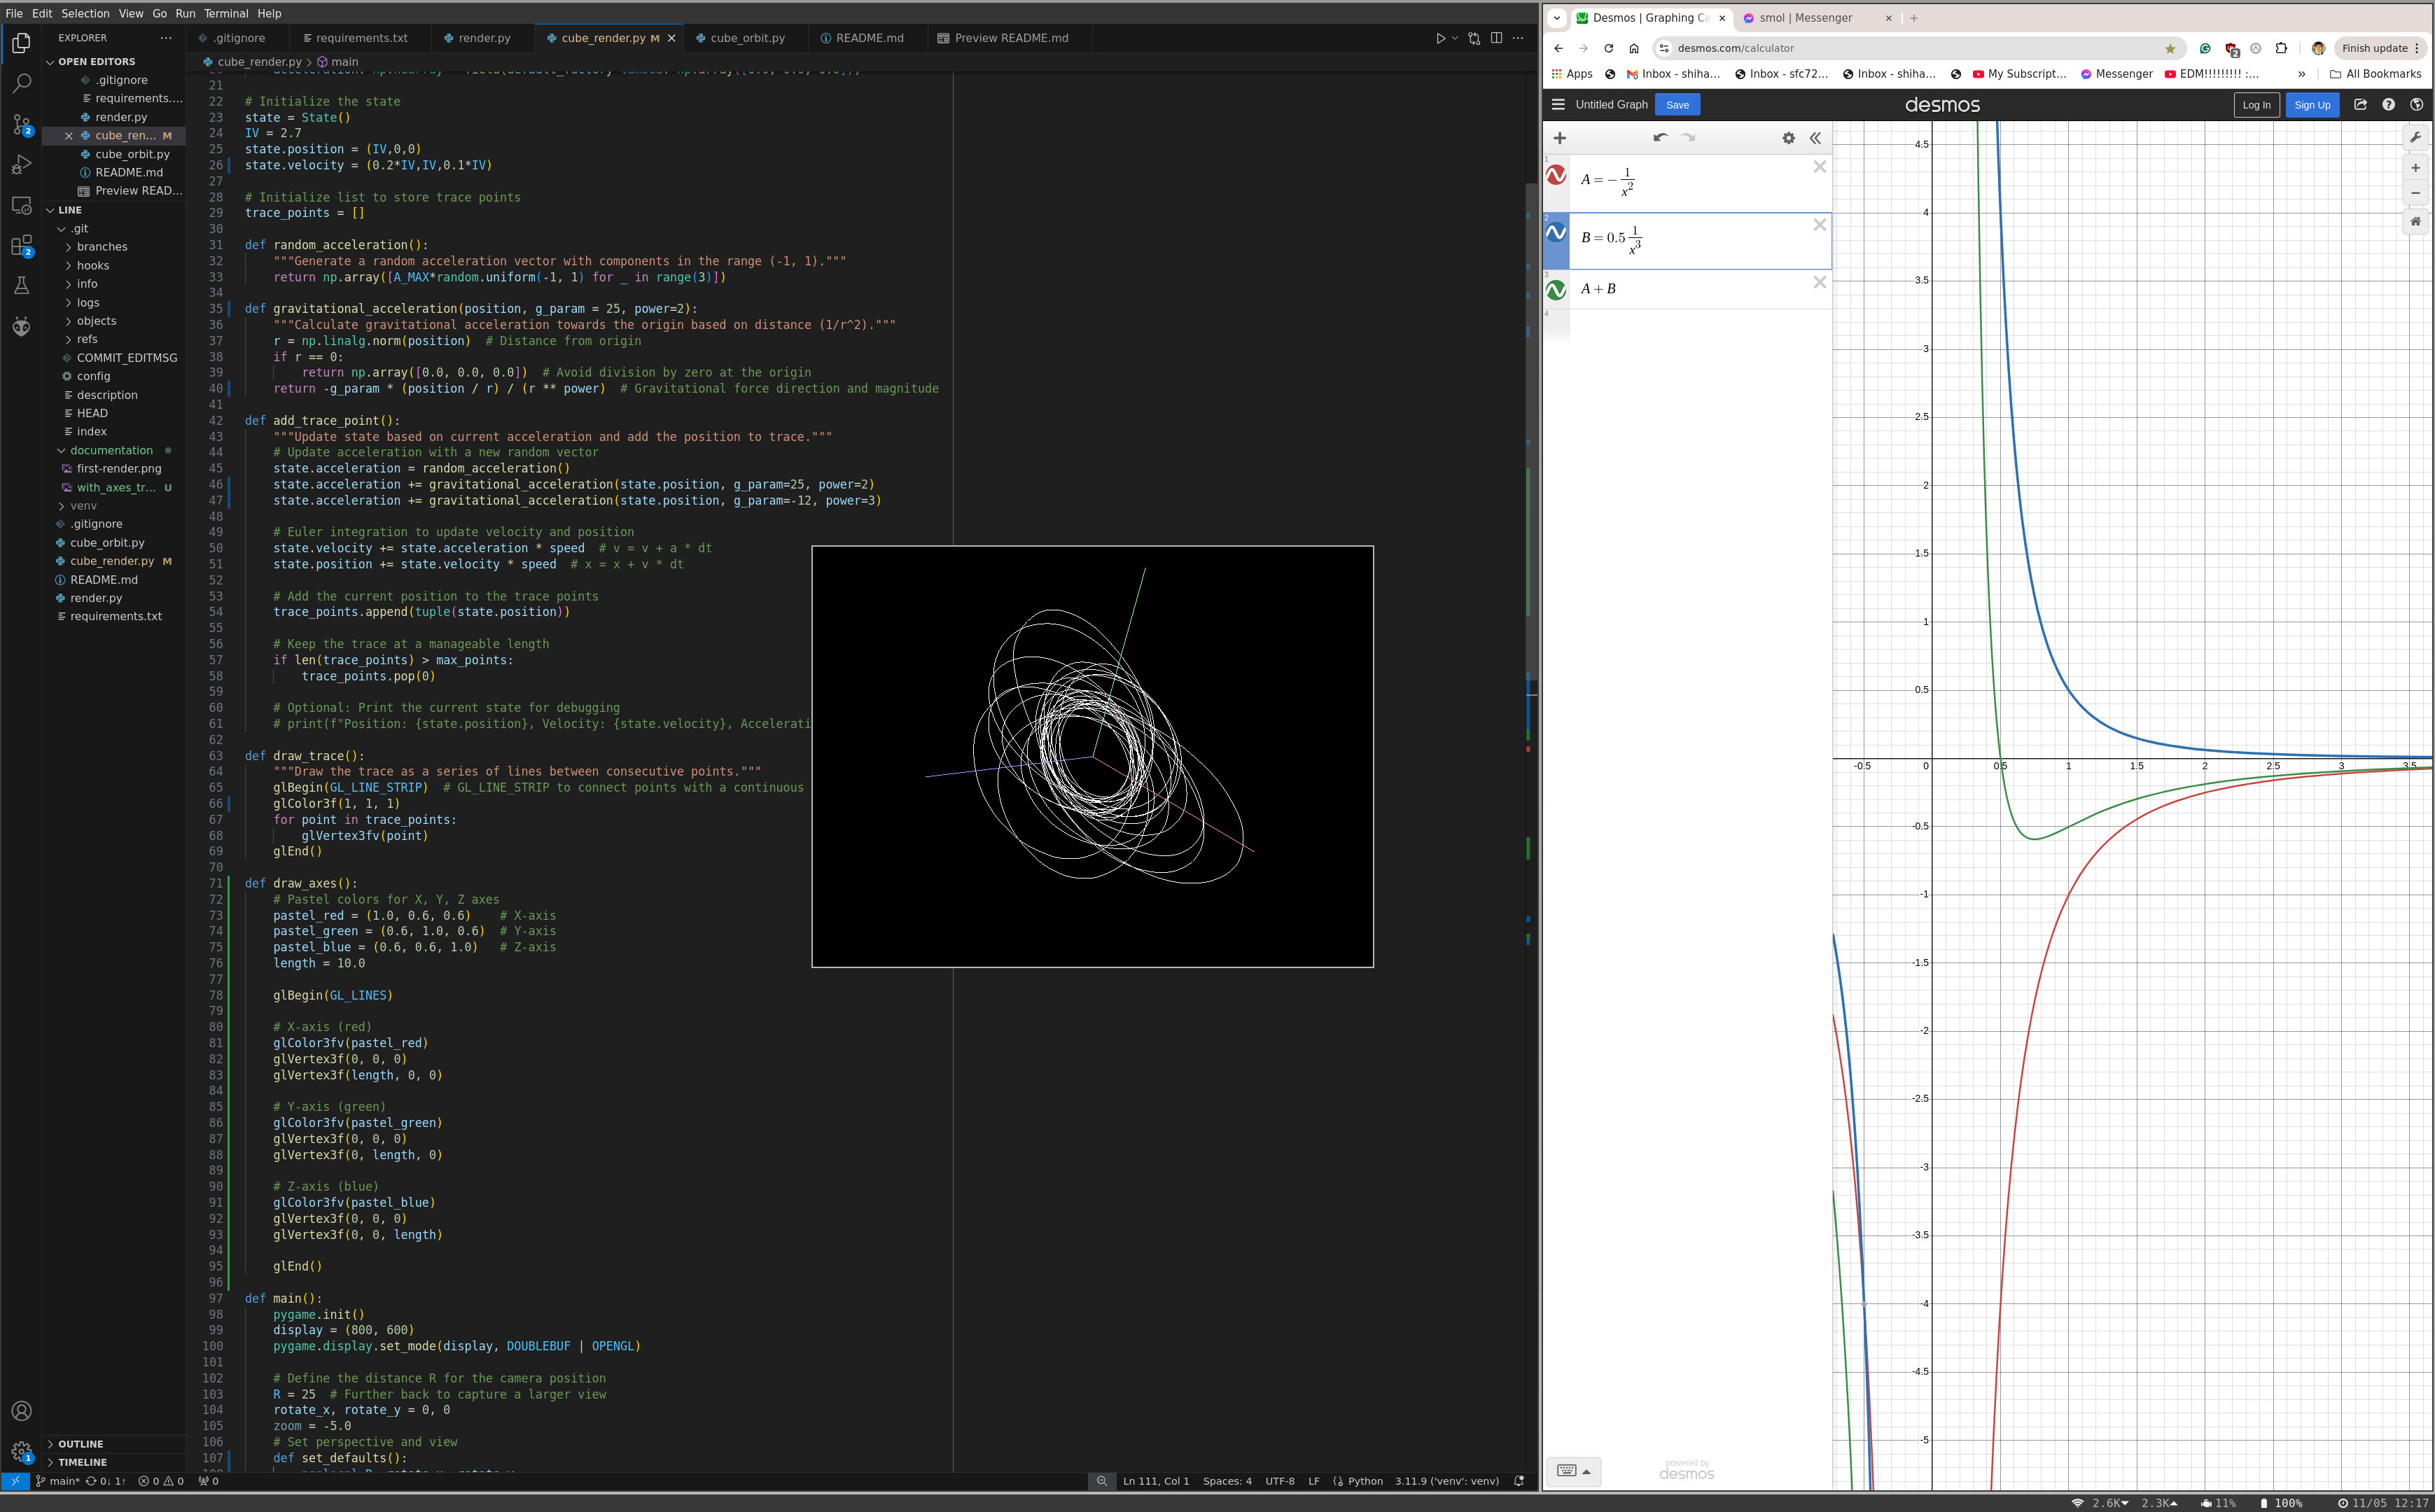 File Edit Selection View Go Run Terminal Help
EXPLORER
OPEN EDITORS
.gitignore
requirements....
render.py
cube_ren... M
cube_orbit.py
README.md
Preview READ...
LINE
.git
branches
hooks
info
logs
objects
refs
COMMIT_EDITMSG
config
description
HEAD
index
documentation
first-render.png
with_axes_tr... U
venv
.gitignore
cube_orbit.py
cube_render.py M
README.md
render.py
requirements.txt
OUTLINE
TIMELINE
.gitignore requirements.txt render.py cube_render.py M cube_orbit.py README.md Preview README.md
cube_render.py > main
21
22 # Initialize the state
23 state = State()
24 IV = 2.7
25 state.position = (IV,0,0)
26 state.velocity = (0.2*IV,IV,0.1*IV)
27
28 # Initialize list to store trace points
29 trace_points = []
30
31 def random_acceleration():
32 """Generate a random acceleration vector with components in the range (-1, 1)."""
33 return np.array([A_MAX*random.uniform(-1, 1) for _ in range(3)])
34
35 def gravitational_acceleration(position, g_param = 25, power=2):
36 """Calculate gravitational acceleration towards the origin based on distance (1/r^2)."""
37 r = np.linalg.norm(position)  # Distance from origin
38 if r == 0:
39 return np.array([0.0, 0.0, 0.0])  # Avoid division by zero at the origin
40 return -g_param * (position / r) / (r ** power)  # Gravitational force direction and magnitude
41
42 def add_trace_point():
43 """Update state based on current acceleration and add the position to trace."""
44 # Update acceleration with a new random vector
45 state.acceleration = random_acceleration()
46 state.acceleration += gravitational_acceleration(state.position, g_param=25, power=2)
47 state.acceleration += gravitational_acceleration(state.position, g_param=-12, power=3)
48
49 # Euler integration to update velocity and position
50 state.velocity += state.acceleration * speed  # v = v + a * dt
51 state.position += state.velocity * speed  # x = x + v * dt
52
53 # Add the current position to the trace points
54 trace_points.append(tuple(state.position))
55
56 # Keep the trace at a manageable length
57 if len(trace_points) > max_points:
58 trace_points.pop(0)
59
60 # Optional: Print the current state for debugging
61 # print(f"Position: {state.position}, Velocity: {state.velocity}, Accelerati
62
63 def draw_trace():
64 """Draw the trace as a series of lines between consecutive points."""
65 glBegin(GL_LINE_STRIP)  # GL_LINE_STRIP to connect points with a continuous
66 glColor3f(1, 1, 1)
67 for point in trace_points:
68 glVertex3fv(point)
69 glEnd()
70
71 def draw_axes():
72 # Pastel colors for X, Y, Z axes
73 pastel_red = (1.0, 0.6, 0.6)    # X-axis
74 pastel_green = (0.6, 1.0, 0.6)  # Y-axis
75 pastel_blue = (0.6, 0.6, 1.0)   # Z-axis
76 length = 10.0
77
78 glBegin(GL_LINES)
79
80 # X-axis (red)
81 glColor3fv(pastel_red)
82 glVertex3f(0, 0, 0)
83 glVertex3f(length, 0, 0)
84
85 # Y-axis (green)
86 glColor3fv(pastel_green)
87 glVertex3f(0, 0, 0)
88 glVertex3f(0, length, 0)
89
90 # Z-axis (blue)
91 glColor3fv(pastel_blue)
92 glVertex3f(0, 0, 0)
93 glVertex3f(0, 0, length)
94
95 glEnd()
96
97 def main():
98 pygame.init()
99 display = (800, 600)
100 pygame.display.set_mode(display, DOUBLEBUF | OPENGL)
101
102 # Define the distance R for the camera position
103 R = 25  # Further back to capture a larger view
104 rotate_x, rotate_y = 0, 0
105 zoom = -5.0
106 # Set perspective and view
107 def set_defaults():
main* 0↓ 1↑ 0 0 0
Ln 111, Col 1 Spaces: 4 UTF-8 LF Python 3.11.9 ('venv': venv)
Desmos | Graphing Ca smol | Messenger
desmos.com/calculator
Finish update
Apps Inbox - shiha... Inbox - sfc72... Inbox - shiha... My Subscript... Messenger EDM!!!!!!!!! :... » All Bookmarks
Untitled Graph Save desmos Log In Sign Up
1 A = − 1/x²
2 B = 0.5 1/x³
3 A + B
4
4.5
4
3.5
3
2.5
2
1.5
1
0.5
-0.5 0 0.5 1 1.5 2 2.5 3 3.5
-0.5
-1
-1.5
-2
-2.5
-3
-3.5
-4
-4.5
-5
powered by
desmos
2.6K 2.3K 11% 100% 11/05 12:17